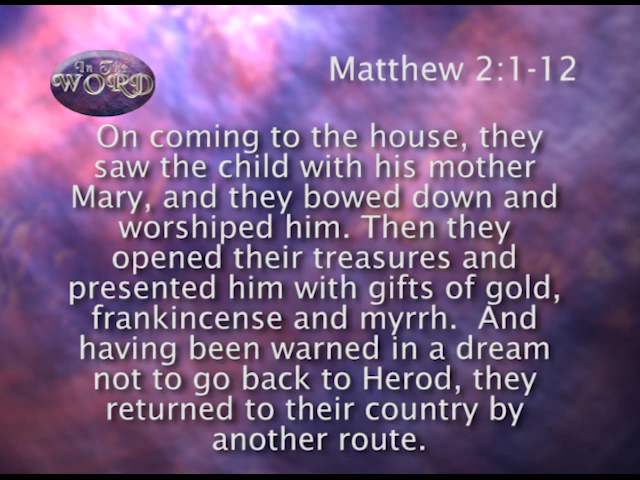 In The
WORD
Matthew 2:1-12
On coming to the house, they
saw the child with his mother
Mary, and they bowed down and
worshiped him. Then they
opened their treasures and
presented him with gifts of gold,
frankincense and myrrh.  And
having been warned in a dream
not to go back to Herod, they
returned to their country by
another route.